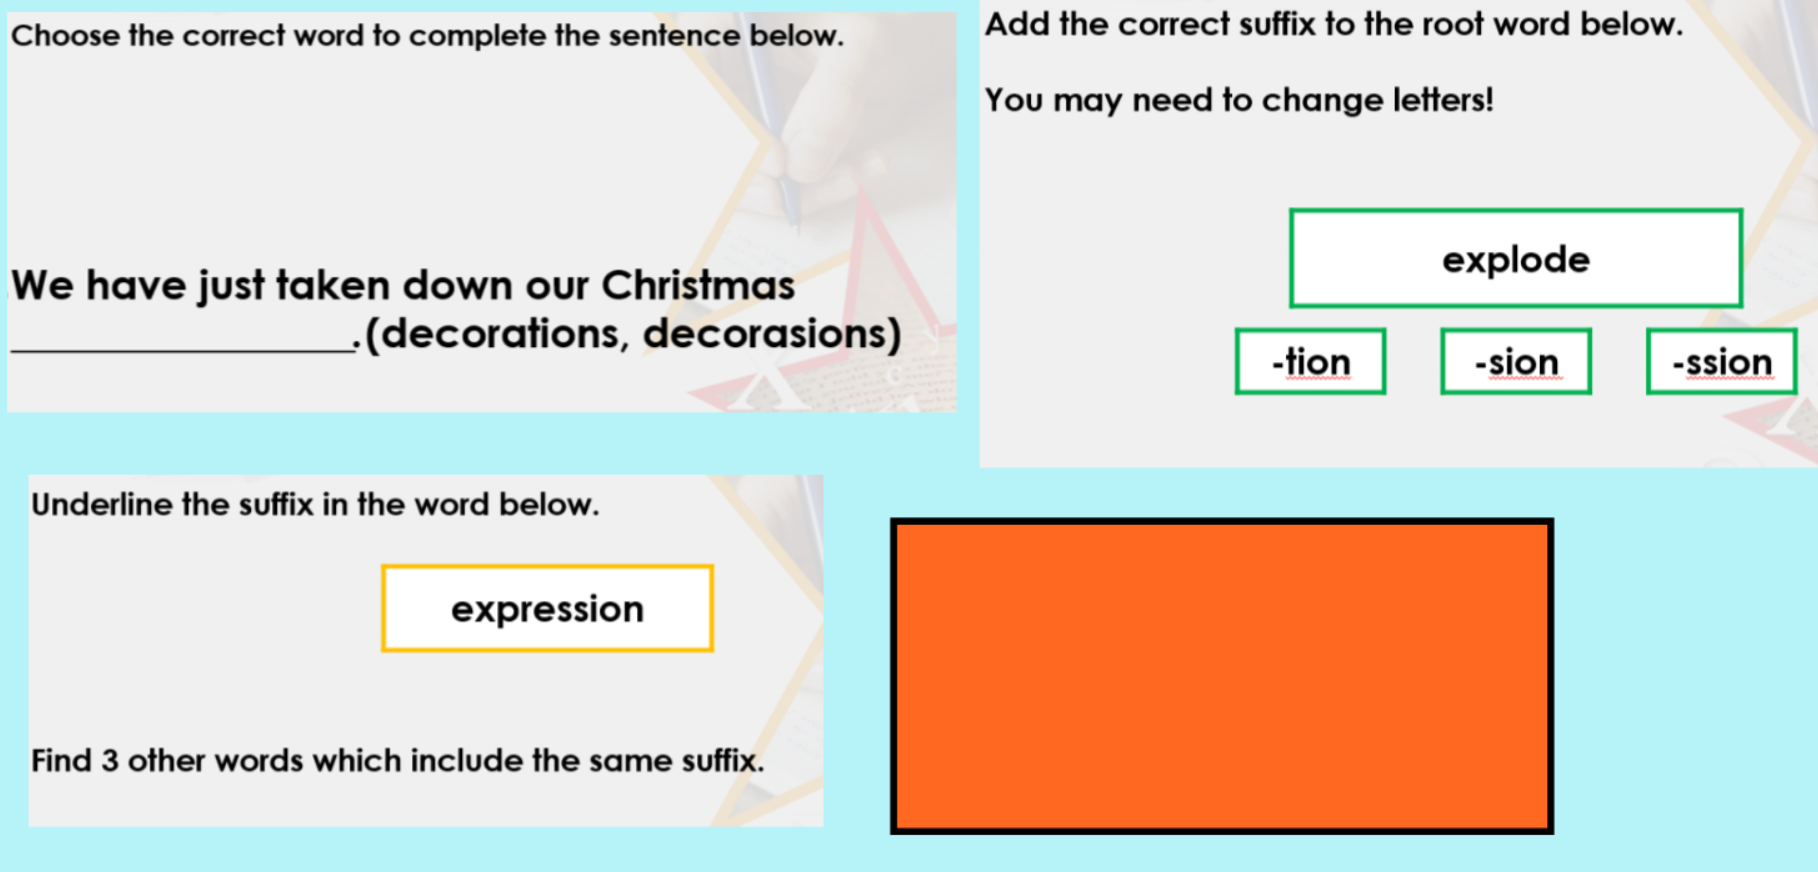 Choose the correct word to complete the sentence below.
We have just taken down our Christmas
________________.(decorations, decorasions)
Add the correct suffix to the root word below.
You may need to change letters!
explode
-tion
-sion
-ssion
Underline the suffix in the word below.
expression
Find 3 other words which include the same suffix.